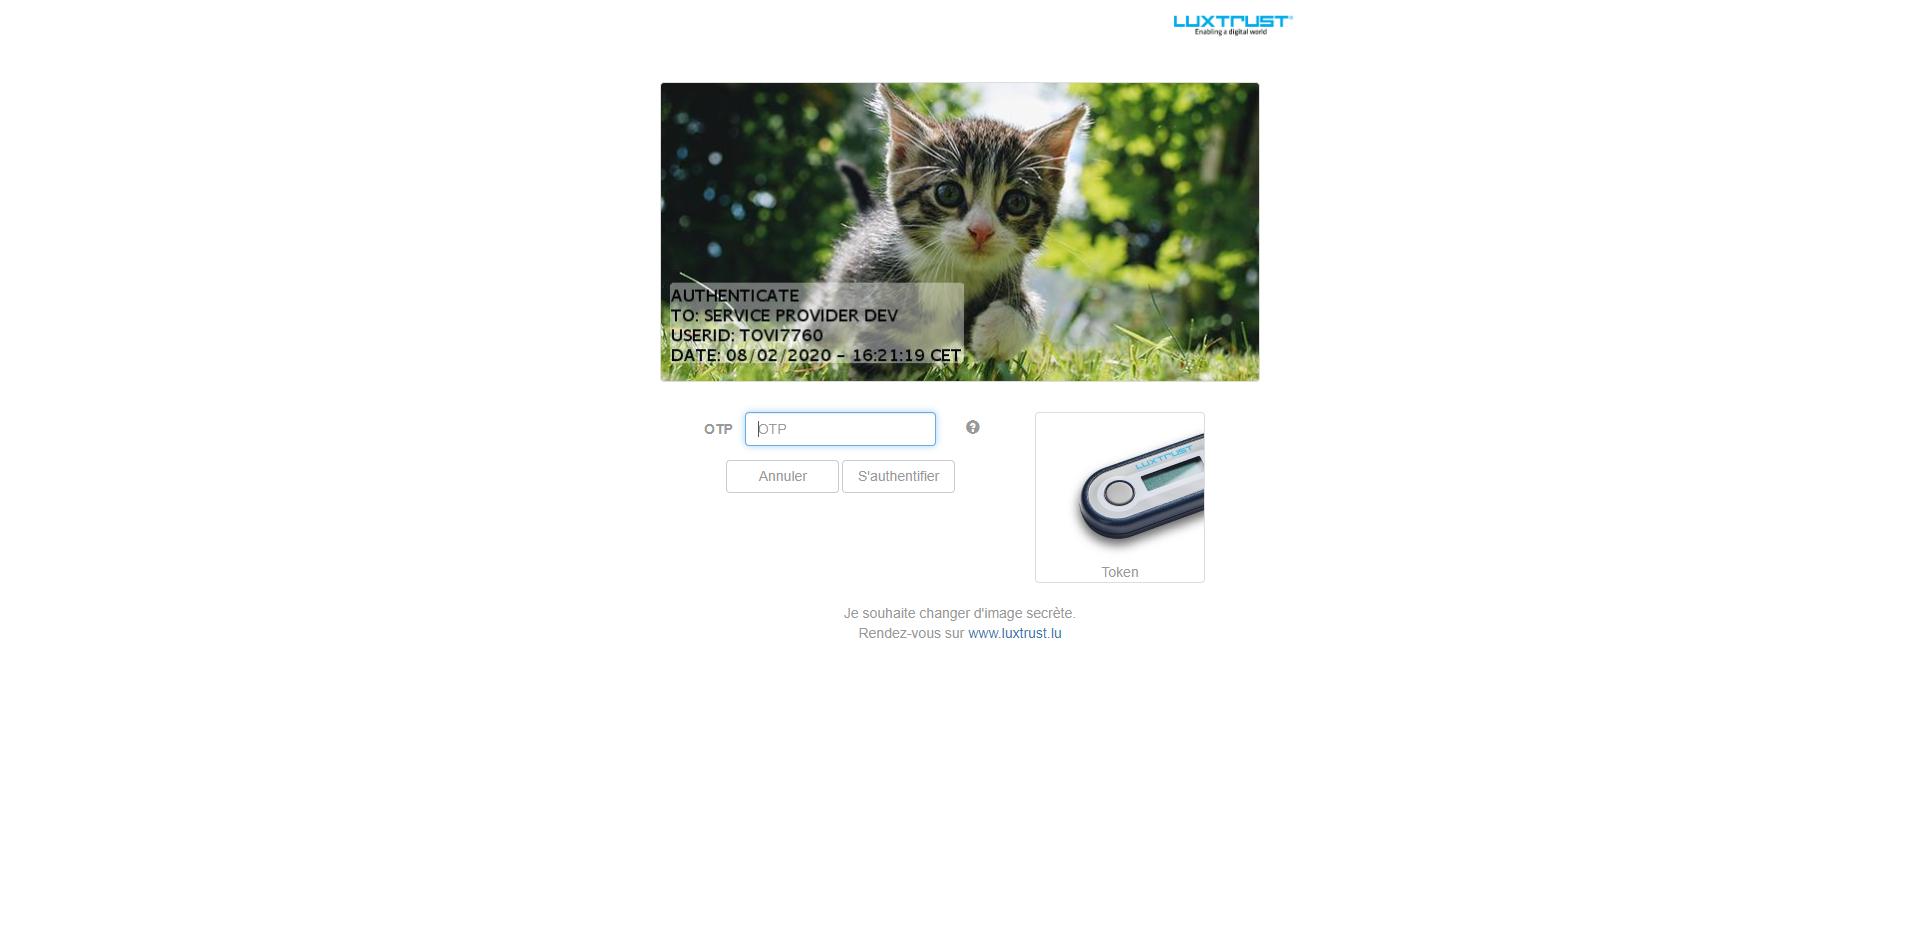 LUXTRUST®
Enabling a digital world
AUTHENTICATE
TO: SERVICE PROVIDER DEV
USERID: TOVI7760
DATE: 08/02/2020 - 16:21:19 CET
OTP
OTP
Annuler
S'authentifier
LUXTRUST
Token
Je souhaite changer d'image secrète.
Rendez-vous sur www.luxtrust.lu